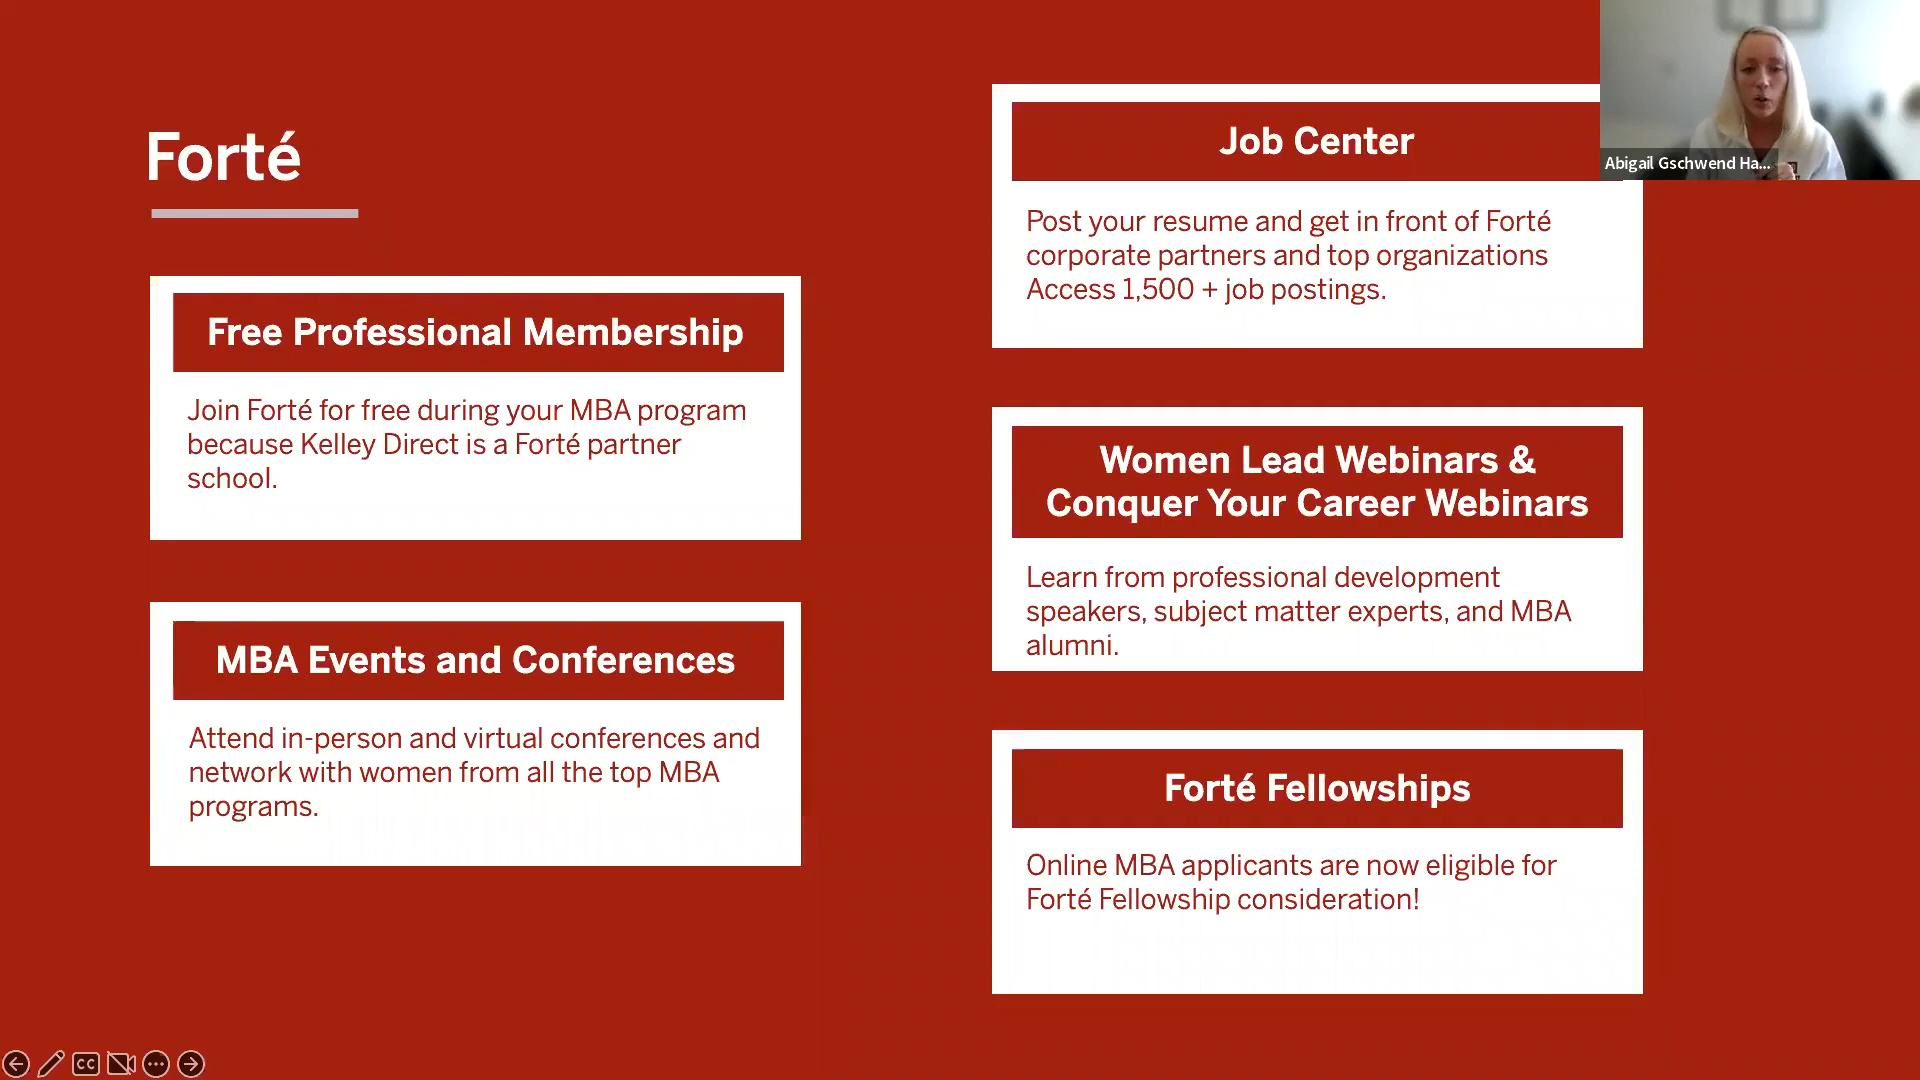 Forté
Free Professional Membership
Join Forté for free during your MBA program
because Kelley Direct is a Forté partner
school.
MBA Events and Conferences
Attend in-person and virtual conferences and
network with women from all the top MBA
programs.
Job Center
Post your resume and get in front of Forté
corporate partners and top organizations
Access 1,500 + job postings.
Women Lead Webinars &
Conquer Your Career Webinars
Learn from professional development
speakers, subject matter experts, and MBA
alumni.
Forté Fellowships
Online MBA applicants are now eligible for
Forté Fellowship consideration!
Abigail Gschwend Ha...
CC